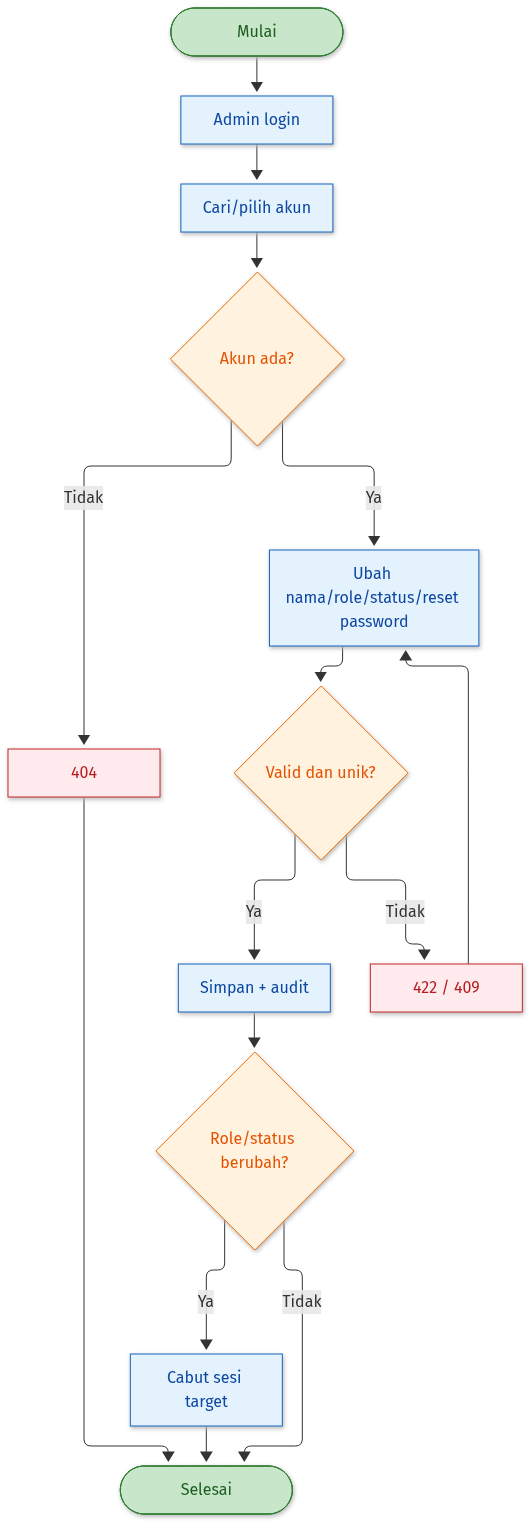 Mulai
Admin login
Cari/pilih akun
Akun ada?
Tidak
Ya
Ubah
nama/role/status/reset
password
404
Valid dan unik?
Ya
Tidak
Simpan + audit
422 / 409
Role/status
berubah?
Ya
Tidak
Cabut sesi
target
Selesai